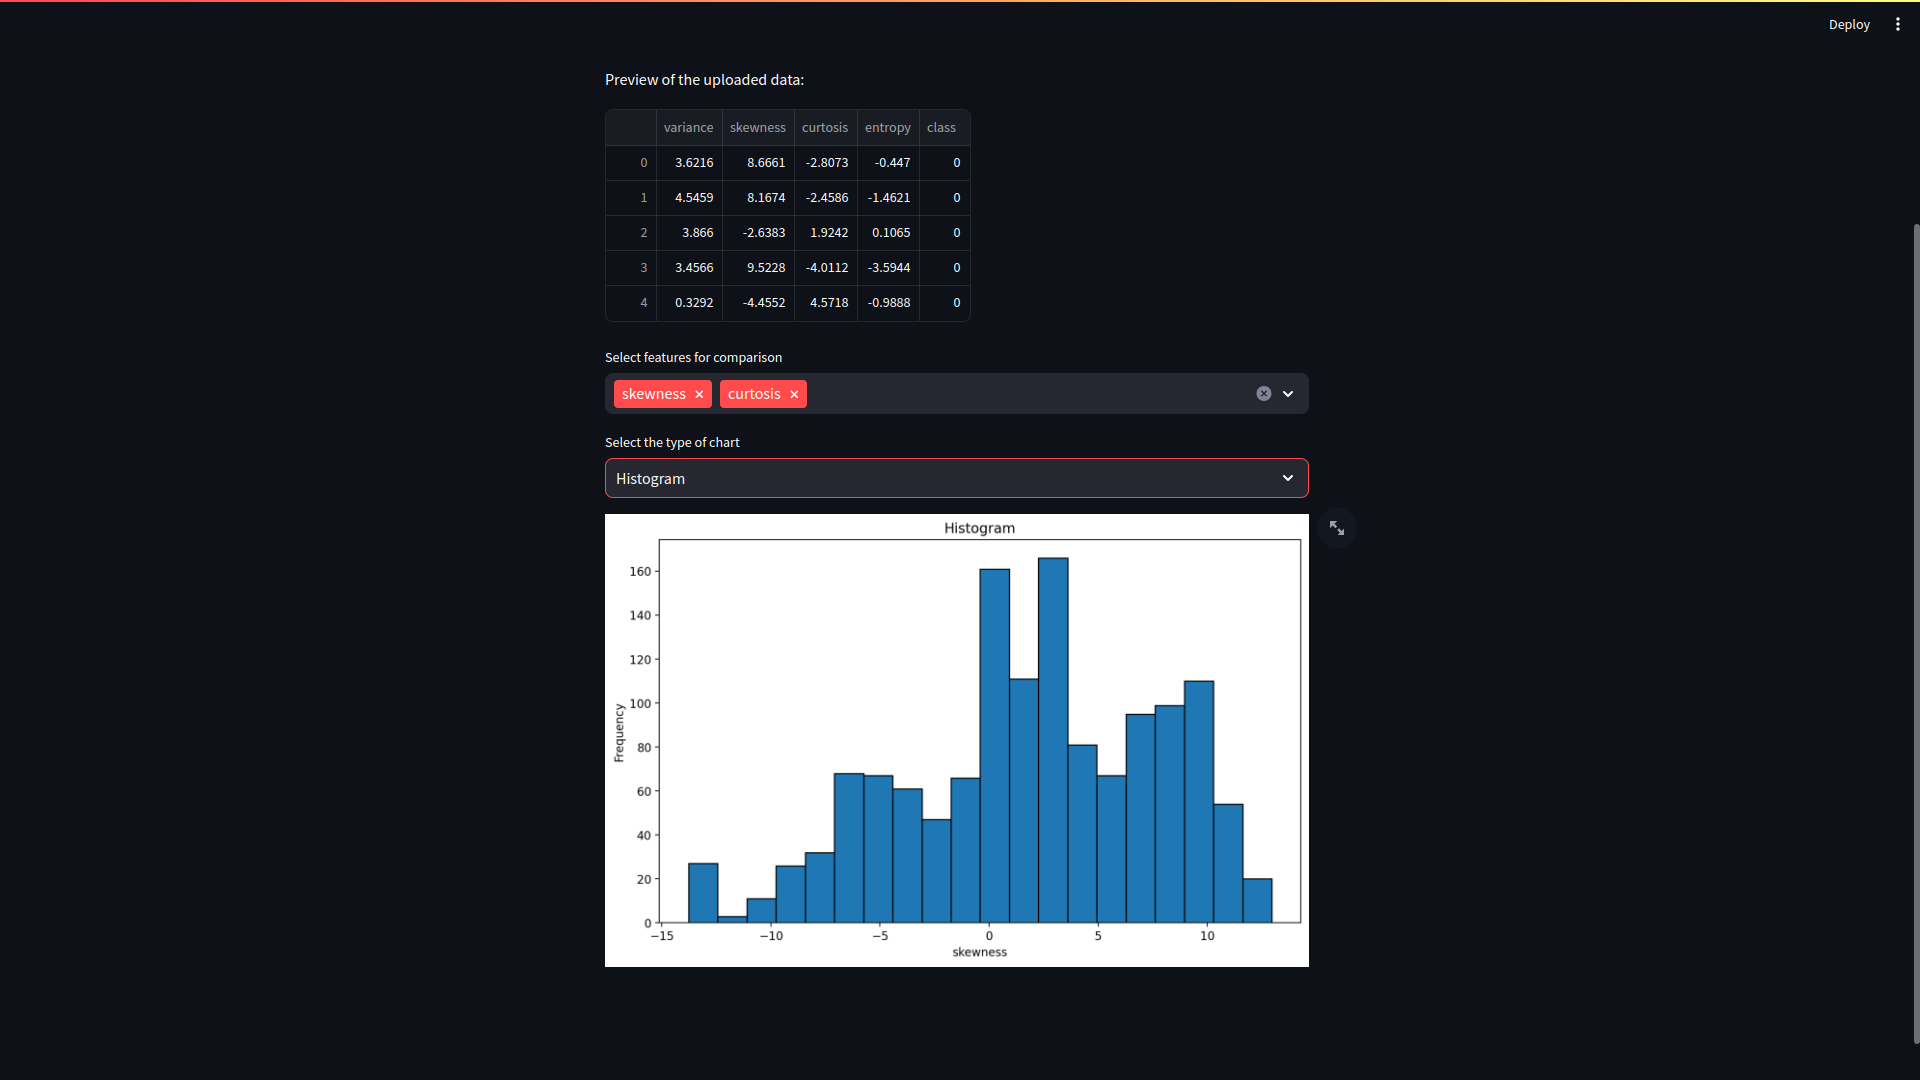 Deploy
Preview of the uploaded data:
variance skewness curtosis entropy class
0 3.6216 8.6661 -2.8073 -0.447 0
1 4.5459 8.1674 -2.4586 -1.4621 0
2 3.866 -2.6383 1.9242 0.1065 0
3 3.4566 9.5228 -4.0112 -3.5944 0
4 0.3292 -4.4552 4.5718 -0.9888 0
Select features for comparison
skewness curtosis
Select the type of chart
Histogram
Histogram
160
140
120
100
80
60
40
20
0
Frequency
−15 −10 −5 0 5 10
skewness